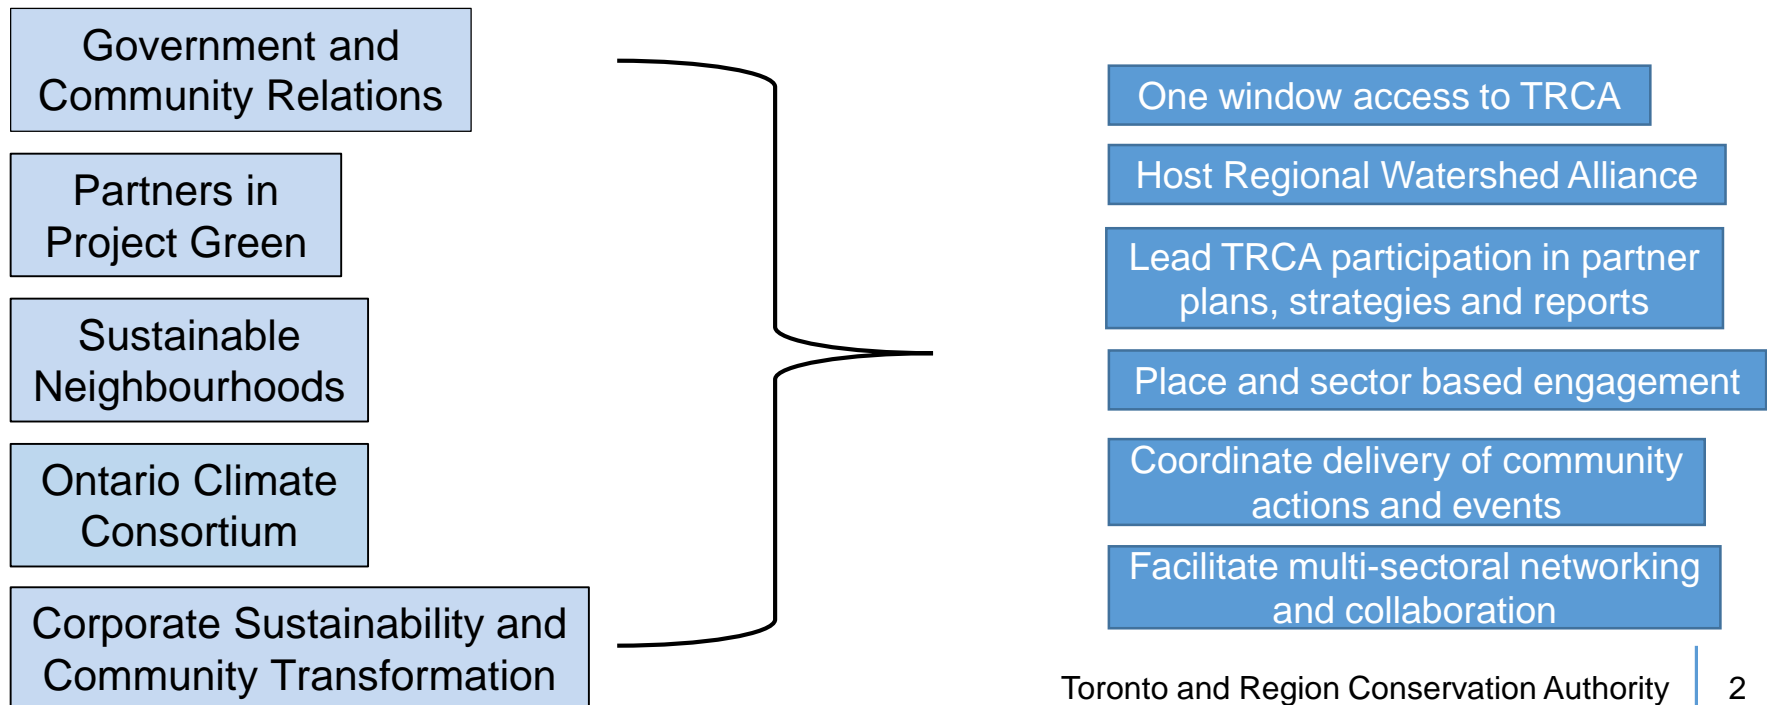 Government and
Community Relations
Partners in
Project Green
Sustainable
Neighbourhoods
Ontario Climate
Consortium
Corporate Sustainability and
Community Transformation
One window access to TRCA
Host Regional Watershed Alliance
Lead TRCA participation in partner
plans, strategies and reports
Place and sector based engagement
Coordinate delivery of community
actions and events
Facilitate multi-sectoral networking
and collaboration
Toronto and Region Conservation Authority 2